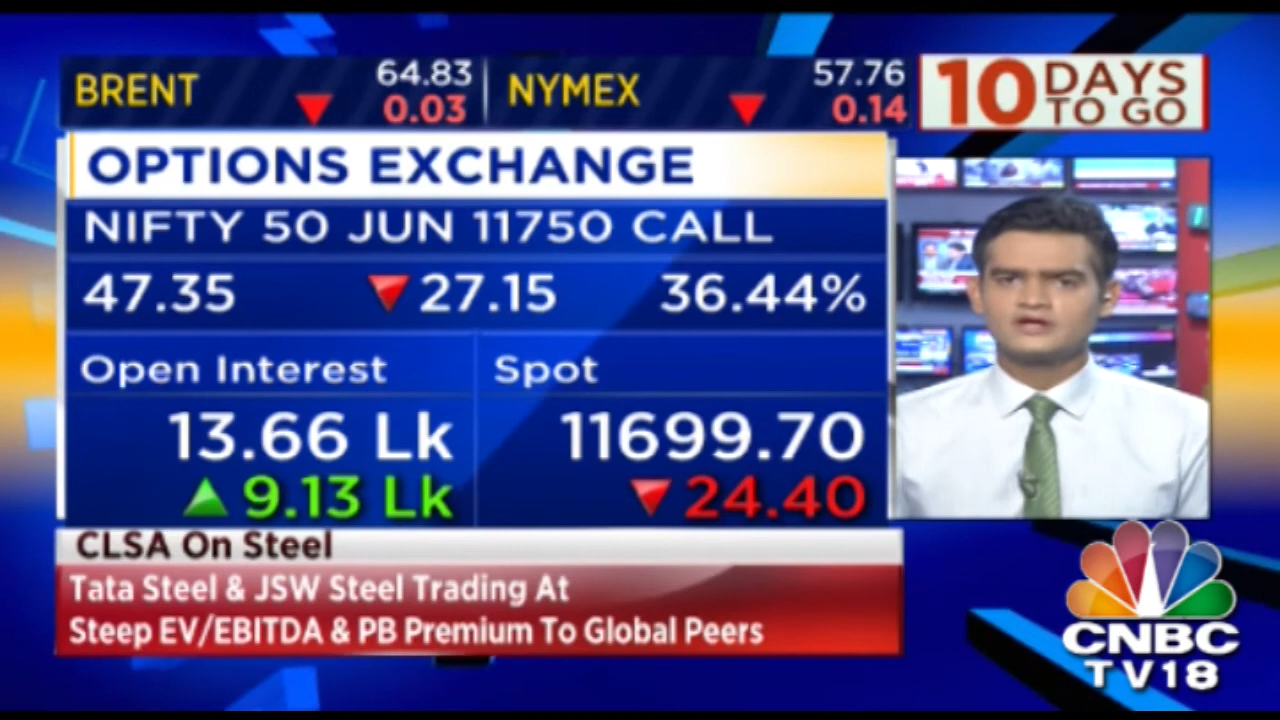 BRENT 64.83 NYMEX 57.76 10 DAYS
▼ 0.03 ▼ 0.14 TO GO
OPTIONS EXCHANGE
NIFTY 50 JUN 11750 CALL
47.35 ▼27.15 36.44%
Open Interest Spot
13.66 Lk 11699.70
▲9.13 Lk ▼24.40
CLSA On Steel
Tata Steel & JSW Steel Trading At
Steep EV/EBITDA & PB Premium To Global Peers
CNBC
TV18